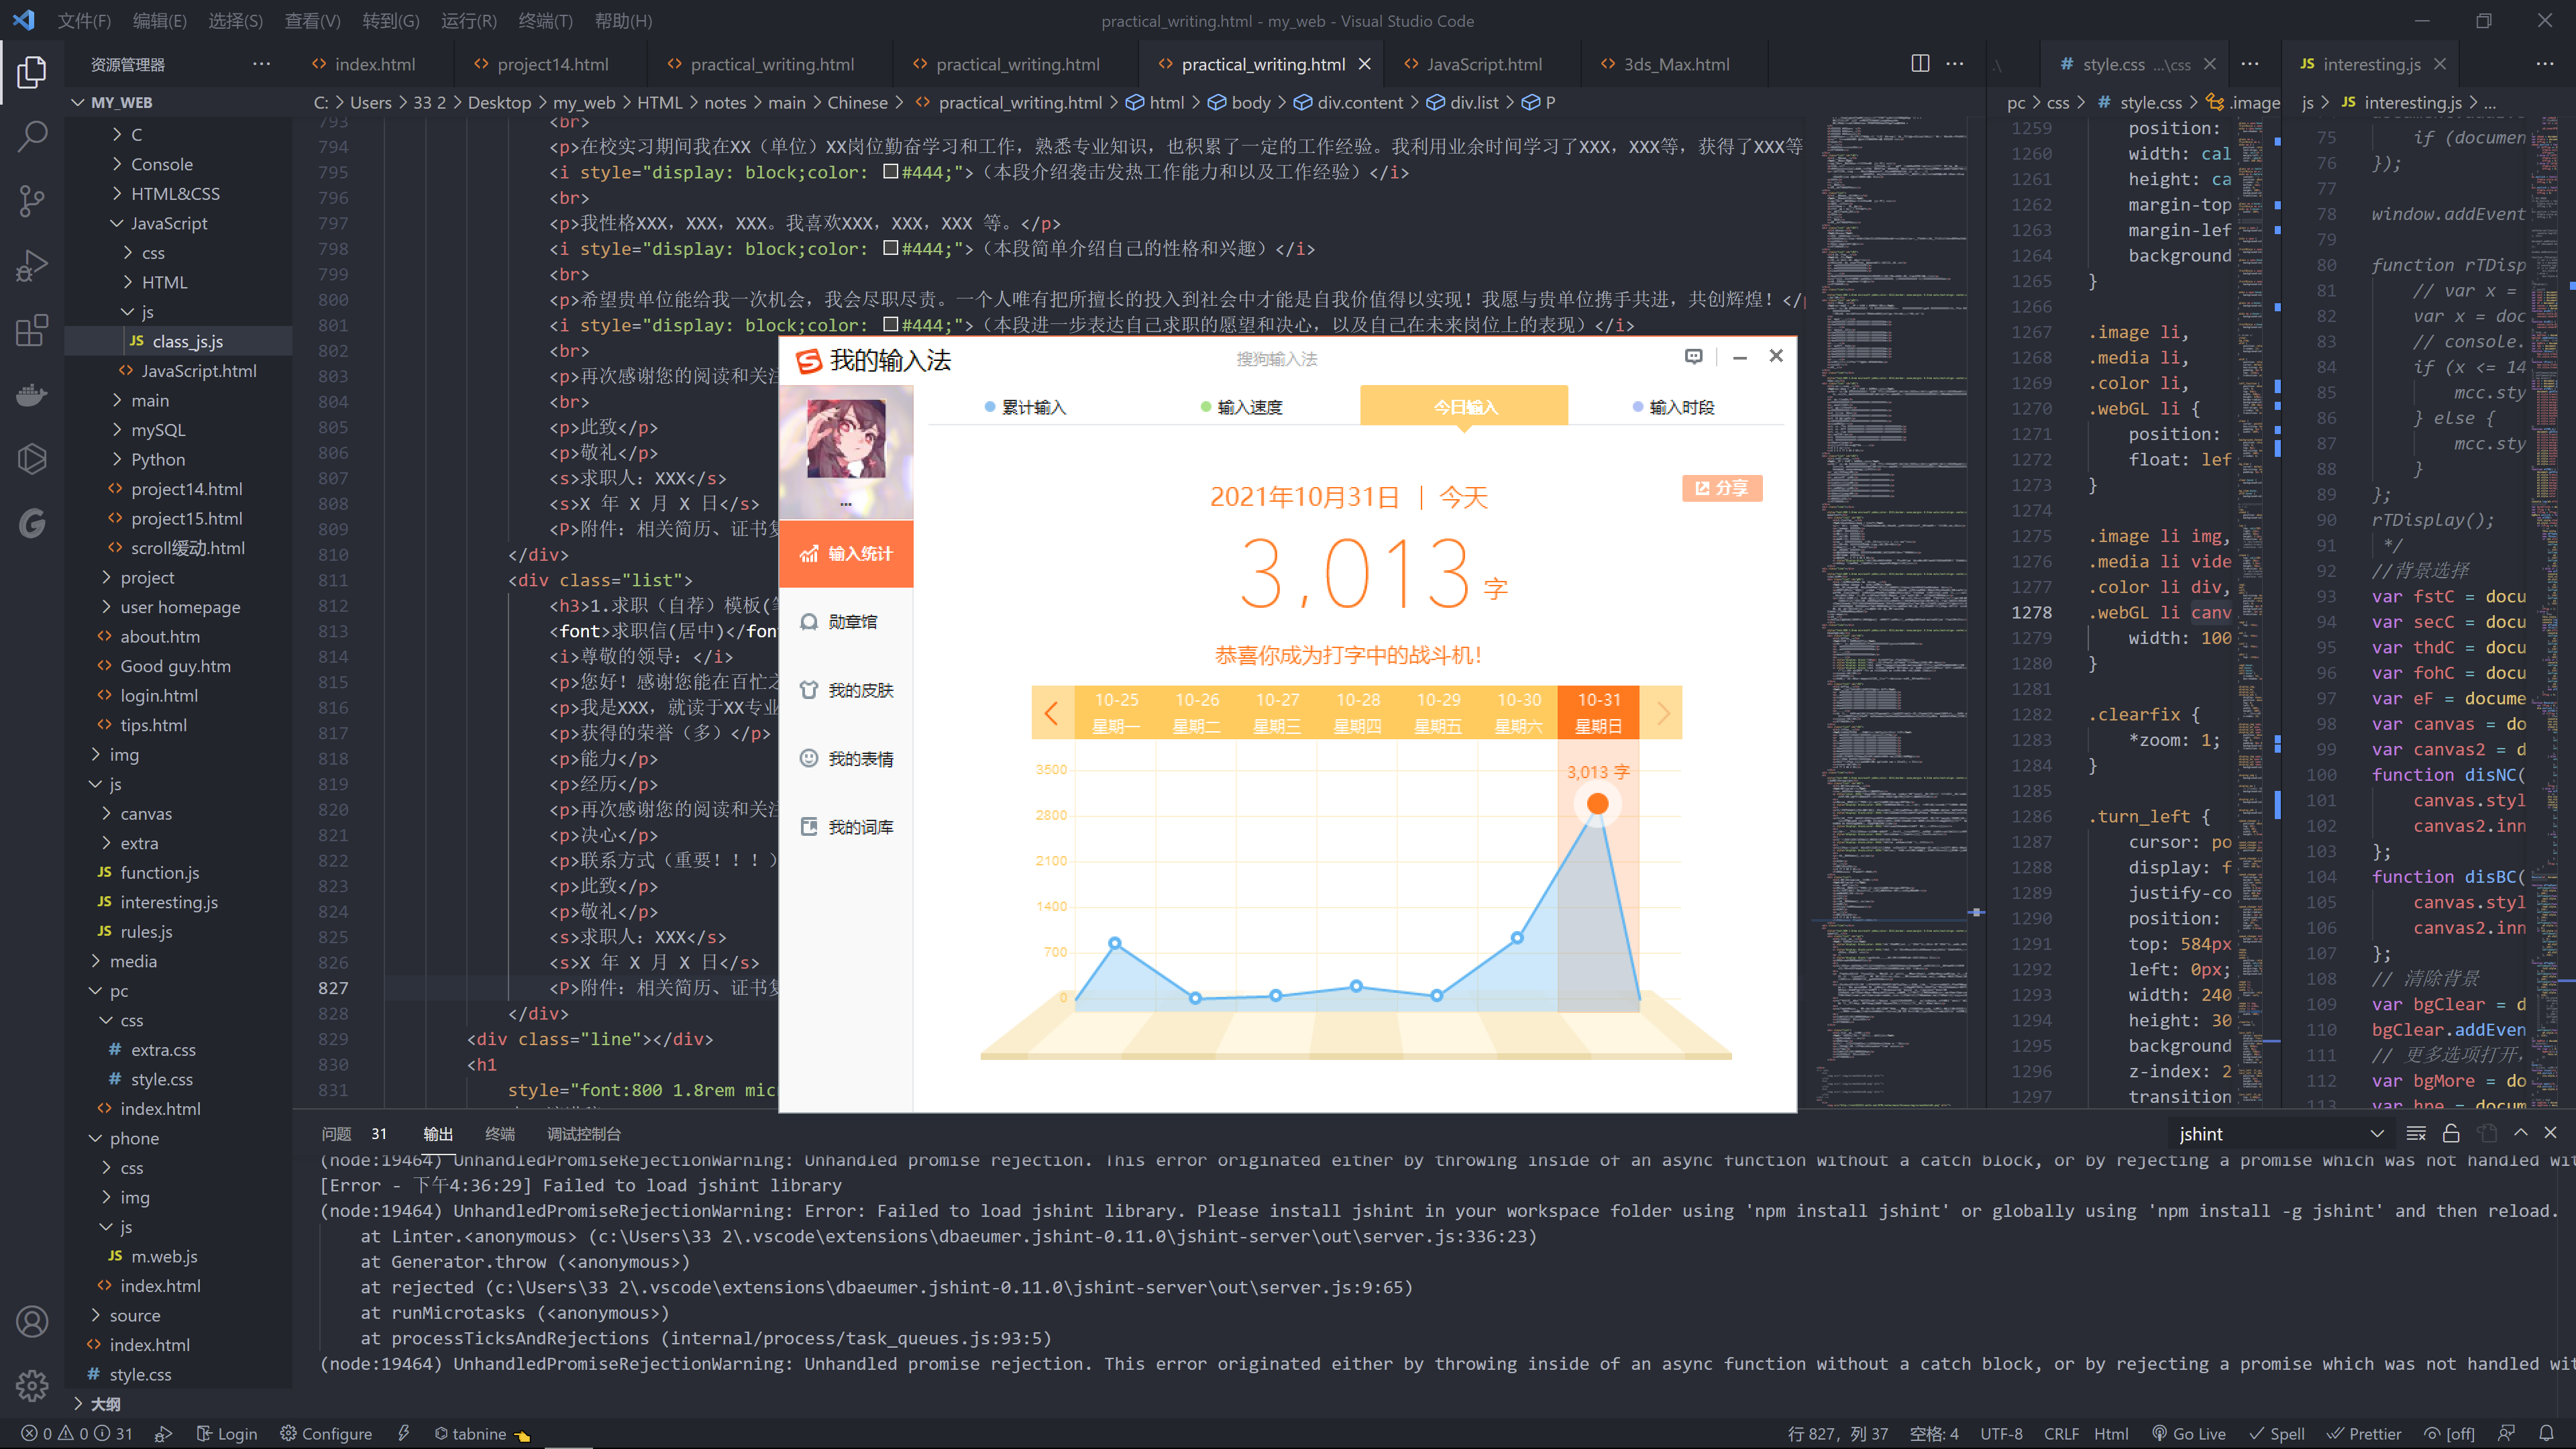 文件(F) 编辑(E) 选择(S) 查看(V) 转到(G) 运行(R) 终端(T) 帮助(H)
practical_writing.html - my_web - Visual Studio Code
资源管理器
index.html project14.html practical_writing.html practical_writing.html practical_writing.html JavaScript.html 3ds_Max.html
style.css ...\css
JS interesting.js
MY_WEB
C: > Users > 33 2 > Desktop > my_web > HTML > notes > main > Chinese > practical_writing.html > html > body > div.content > div.list > P
pc > css > # style.css > .image
js > JS interesting.js > ...
C
Console
HTML&CSS
JavaScript
css
HTML
js
JS class_js.js
JavaScript.html
main
mySQL
Python
project14.html
project15.html
scroll缓动.html
project
user homepage
about.htm
Good guy.htm
login.html
tips.html
img
js
canvas
extra
JS function.js
JS interesting.js
JS rules.js
media
pc
css
# extra.css
# style.css
index.html
phone
css
img
js
JS m.web.js
index.html
source
index.html
# style.css
大纲
793 <br>
794 <p>在校实习期间我在XX（单位）XX岗位勤奋学习和工作，熟悉专业知识，也积累了一定的工作经验。我利用业余时间学习了XXX，XXX等，获得了XXX等
795 <i style="display: block;color: #444;">（本段介绍袭击发热工作能力和以及工作经验）</i>
796 <br>
797 <p>我性格XXX，XXX，XXX。我喜欢XXX，XXX，XXX 等。</p>
798 <i style="display: block;color: #444;">（本段简单介绍自己的性格和兴趣）</i>
799 <br>
800 <p>希望贵单位能给我一次机会，我会尽职尽责。一个人唯有把所擅长的投入到社会中才能是自我价值得以实现！我愿与贵单位携手共进，共创辉煌！</p
801 <i style="display: block;color: #444;">（本段进一步表达自己求职的愿望和决心，以及自己在未来岗位上的表现）</i>
802 <br>
803 <p>再次感谢您的阅读和关注
804 <br>
805 <p>此致</p>
806 <p>敬礼</p>
807 <s>求职人：XXX</s>
808 <s>X 年 X 月 X 日</s>
809 <P>附件：相关简历、证书复
810 </div>
811 <div class="list">
812 <h3>1.求职（自荐）模板(
813 <font>求职信(居中)</fon
814 <i>尊敬的领导：</i>
815 <p>您好！感谢您能在百忙之
816 <p>我是XXX，就读于XX专业
817 <p>获得的荣誉（多）</p>
818 <p>能力</p>
819 <p>经历</p>
820 <p>再次感谢您的阅读和关注
821 <p>决心</p>
822 <p>联系方式（重要！！！）
823 <p>此致</p>
824 <p>敬礼</p>
825 <s>求职人：XXX</s>
826 <s>X 年 X 月 X 日</s>
827 <P>附件：相关简历、证书复
828 </div>
829 <div class="line"></div>
830 <h1
831 style="font:800 1.8rem mic
我的输入法
搜狗输入法
累计输入 输入速度 今日输入 输入时段
...
输入统计
勋章馆
我的皮肤
我的表情
我的词库
分享
2021年10月31日 | 今天
3,013 字
恭喜你成为打字中的战斗机！
10-25 10-26 10-27 10-28 10-29 10-30 10-31
星期一 星期二 星期三 星期四 星期五 星期六 星期日
3,013 字
3500
2800
2100
1400
700
0
1259 position:
1260 width: cal
1261 height: ca
1262 margin-top
1263 margin-lef
1264 background
1265 }
1266
1267 .image li,
1268 .media li,
1269 .color li,
1270 .webGL li {
1271 position:
1272 float: lef
1273 }
1274
1275 .image li img,
1276 .media li vide
1277 .color li div,
1278 .webGL li canv
1279 width: 100
1280 }
1281
1282 .clearfix {
1283 *zoom: 1;
1284 }
1285
1286 .turn_left {
1287 cursor: po
1288 display: f
1289 justify-co
1290 position:
1291 top: 584px
1292 left: 0px;
1293 width: 240
1294 height: 30
1295 background
1296 z-index: 2
1297 transition
75 if (documen
76 });
77
78 window.addEvent
79
80 function rTDisp
81 // var x =
82 var x = doc
83 // console.
84 if (x <= 14
85 mcc.sty
86 } else {
87 mcc.sty
88 }
89 };
90 rTDisplay();
91 */
92 //背景选择
93 var fstC = docu
94 var secC = docu
95 var thdC = docu
96 var fohC = docu
97 var eF = docume
98 var canvas = do
99 var canvas2 = d
100 function disNC(
101 canvas.styl
102 canvas2.inn
103 };
104 function disBC(
105 canvas.styl
106 canvas2.inn
107 };
108 // 清除背景
109 var bgClear = d
110 bgClear.addEven
111 // 更多选项打开，
112 var bgMore = do
113 var hpe = docum
问题 31 输出 终端 调试控制台
jshint
(node:19464) UnhandledPromiseRejectionWarning: Unhandled promise rejection. This error originated either by throwing inside of an async function without a catch block, or by rejecting a promise which was not handled wit
[Error - 下午4:36:29] Failed to load jshint library
(node:19464) UnhandledPromiseRejectionWarning: Error: Failed to load jshint library. Please install jshint in your workspace folder using 'npm install jshint' or globally using 'npm install -g jshint' and then reload.
at Linter.<anonymous> (c:\Users\33 2\.vscode\extensions\dbaeumer.jshint-0.11.0\jshint-server\out\server.js:336:23)
at Generator.throw (<anonymous>)
at rejected (c:\Users\33 2\.vscode\extensions\dbaeumer.jshint-0.11.0\jshint-server\out\server.js:9:65)
at runMicrotasks (<anonymous>)
at processTicksAndRejections (internal/process/task_queues.js:93:5)
(node:19464) UnhandledPromiseRejectionWarning: Unhandled promise rejection. This error originated either by throwing inside of an async function without a catch block, or by rejecting a promise which was not handled wit
0 0 31 Login Configure tabnine
行 827，列 37 空格: 4 UTF-8 CRLF Html Go Live Spell Prettier [off]